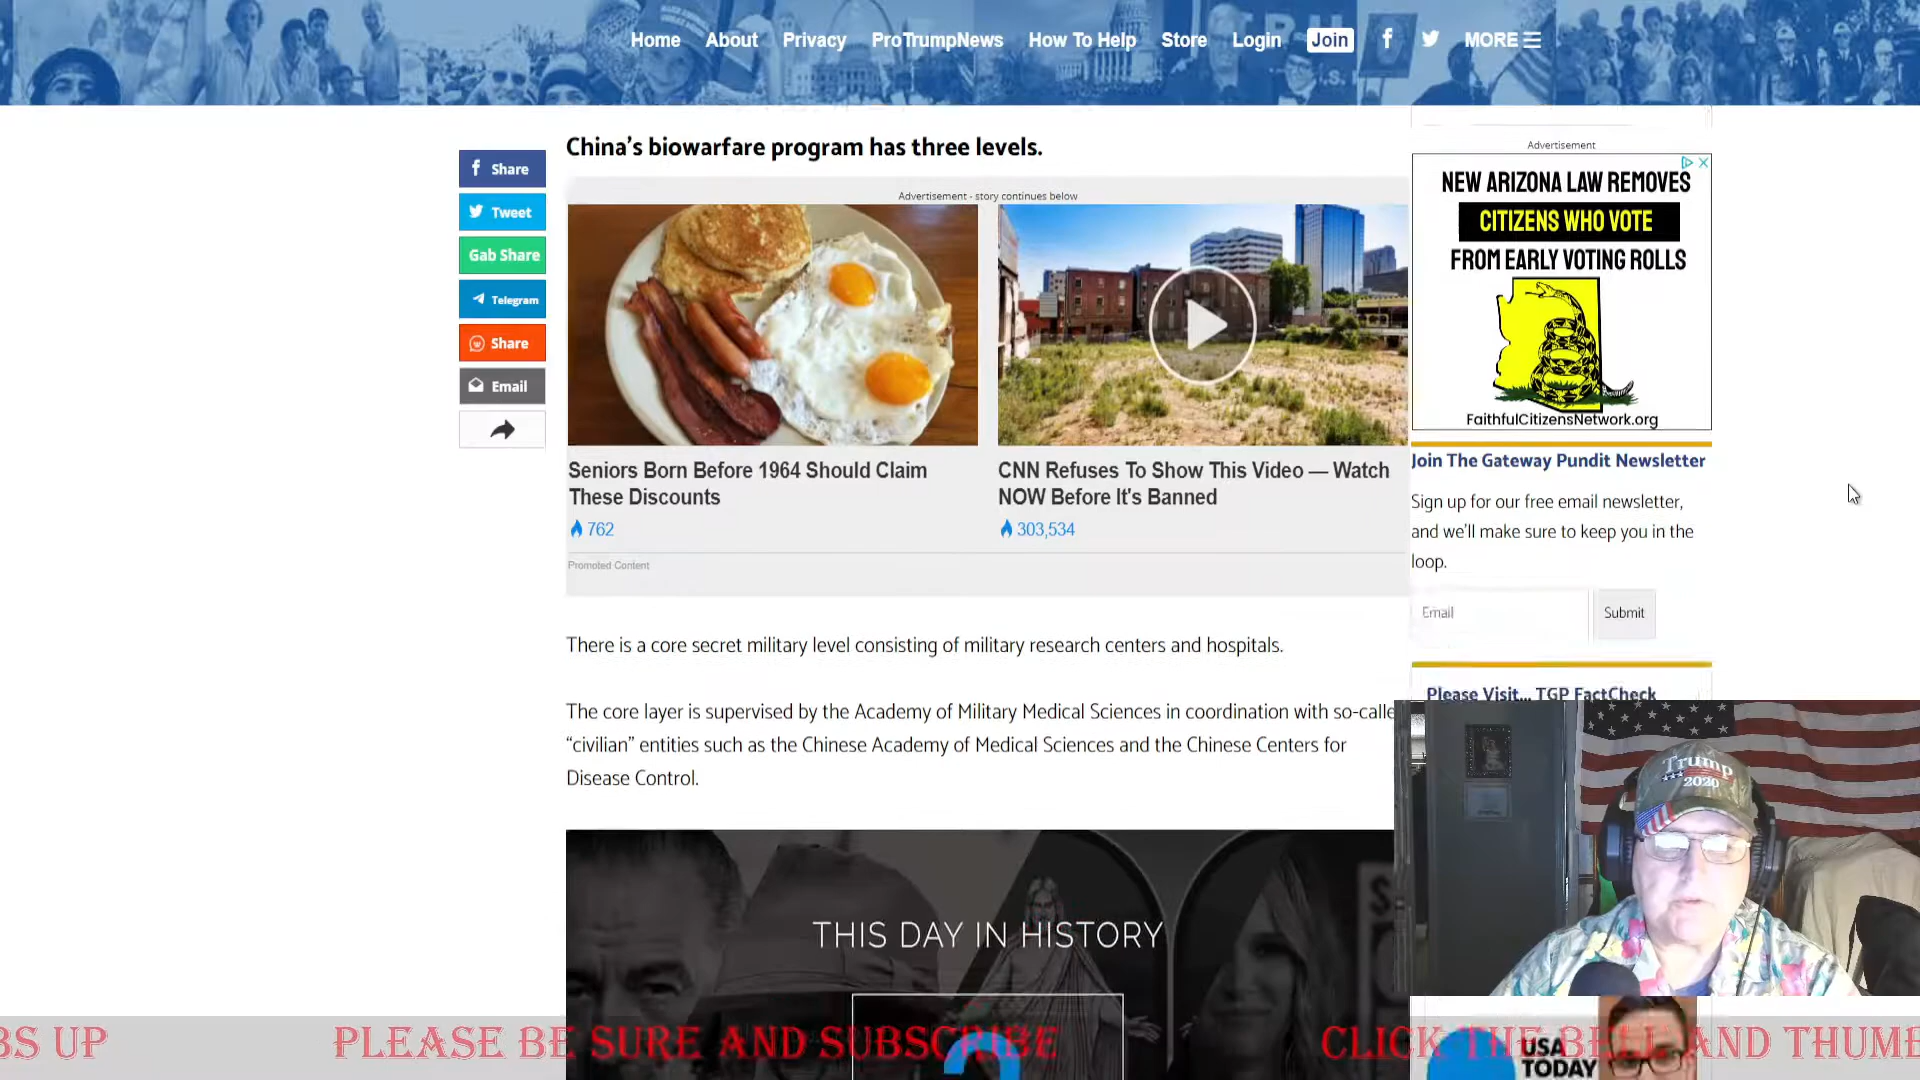 Home About Privacy ProTrumpNews How To Help Store Login Join MORE
China's biowarfare program has three levels.
Share
Tweet
Gab Share
Telegram
Share
Email
Advertisement - story continues below
Seniors Born Before 1964 Should Claim
These Discounts
762
CNN Refuses To Show This Video — Watch
NOW Before It's Banned
303,534
Promoted Content
There is a core secret military level consisting of military research centers and hospitals.
The core layer is supervised by the Academy of Military Medical Sciences in coordination with so-calle
“civilian” entities such as the Chinese Academy of Medical Sciences and the Chinese Centers for
Disease Control.
THIS DAY IN HISTORY
Advertisement
NEW ARIZONA LAW REMOVES
CITIZENS WHO VOTE
FROM EARLY VOTING ROLLS
FaithfulCitizensNetwork.org
Join The Gateway Pundit Newsletter
Sign up for our free email newsletter,
and we'll make sure to keep you in the
loop.
Email Submit
Please Visit... TGP FactCheck
Trump
2020
USA
TODAY
BS UP PLEASE BE SURE AND SUBSCRIBE CLICK THE BELL AND THUMB